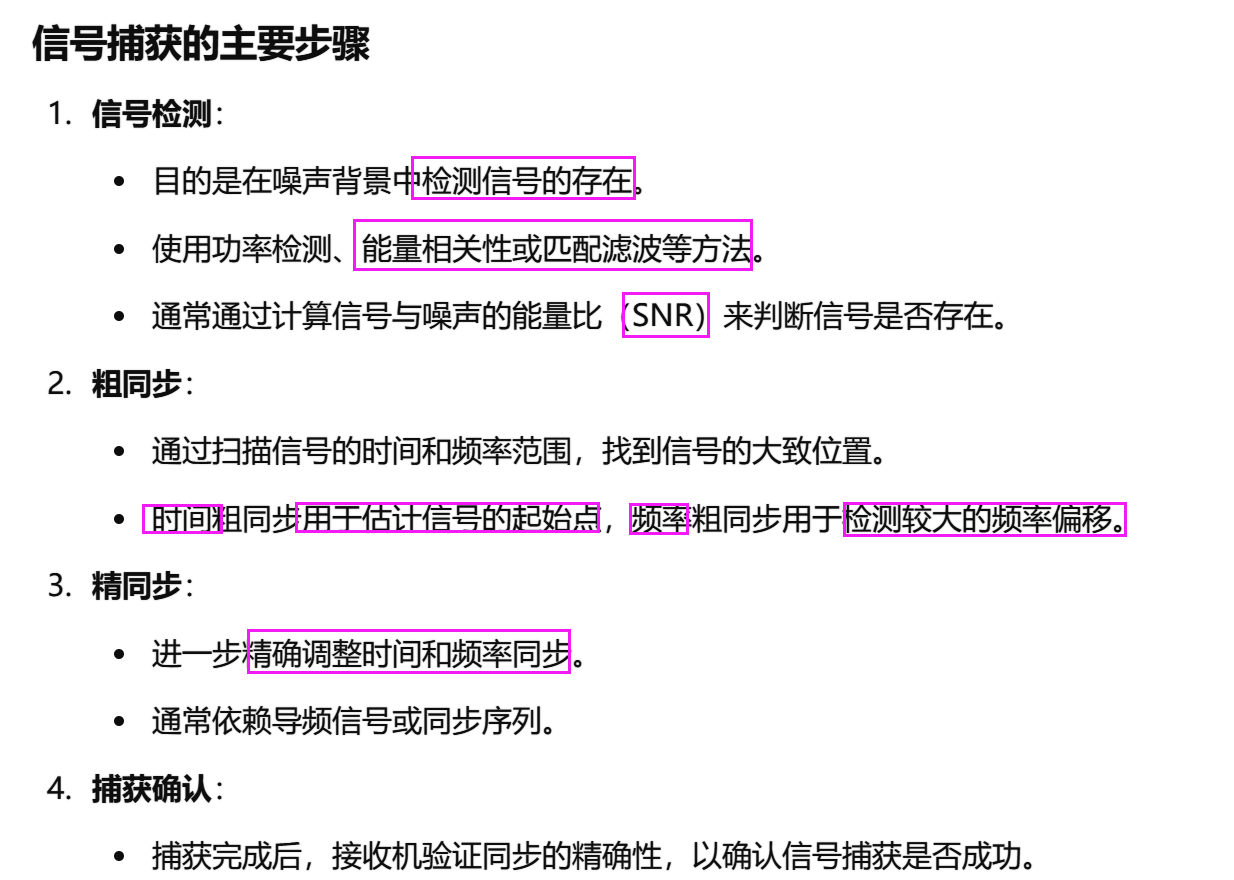 信号捕获的主要步骤
1. 信号检测：
• 目的是在噪声背景中检测信号的存在。
• 使用功率检测、能量相关性或匹配滤波等方法。
• 通常通过计算信号与噪声的能量比（SNR）来判断信号是否存在。
2. 粗同步：
• 通过扫描信号的时间和频率范围，找到信号的大致位置。
• 时间粗同步用于估计信号的起始点，频率粗同步用于检测较大的频率偏移。
3. 精同步：
• 进一步精确调整时间和频率同步。
• 通常依赖导频信号或同步序列。
4. 捕获确认：
• 捕获完成后，接收机验证同步的精确性，以确认信号捕获是否成功。